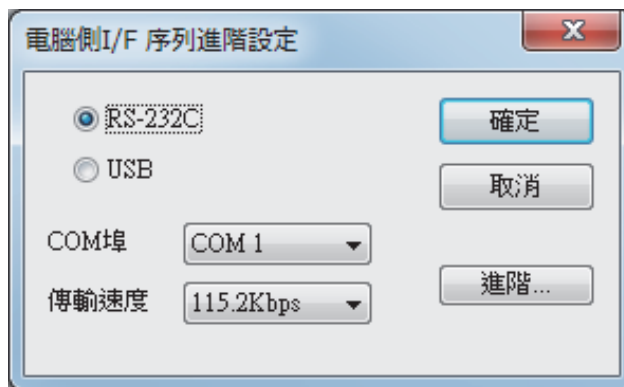 電腦側I/F 序列進階設定
RS-232C
確定
USB
取消
COM埠
COM 1
傳輸速度
115.2Kbps
進階...